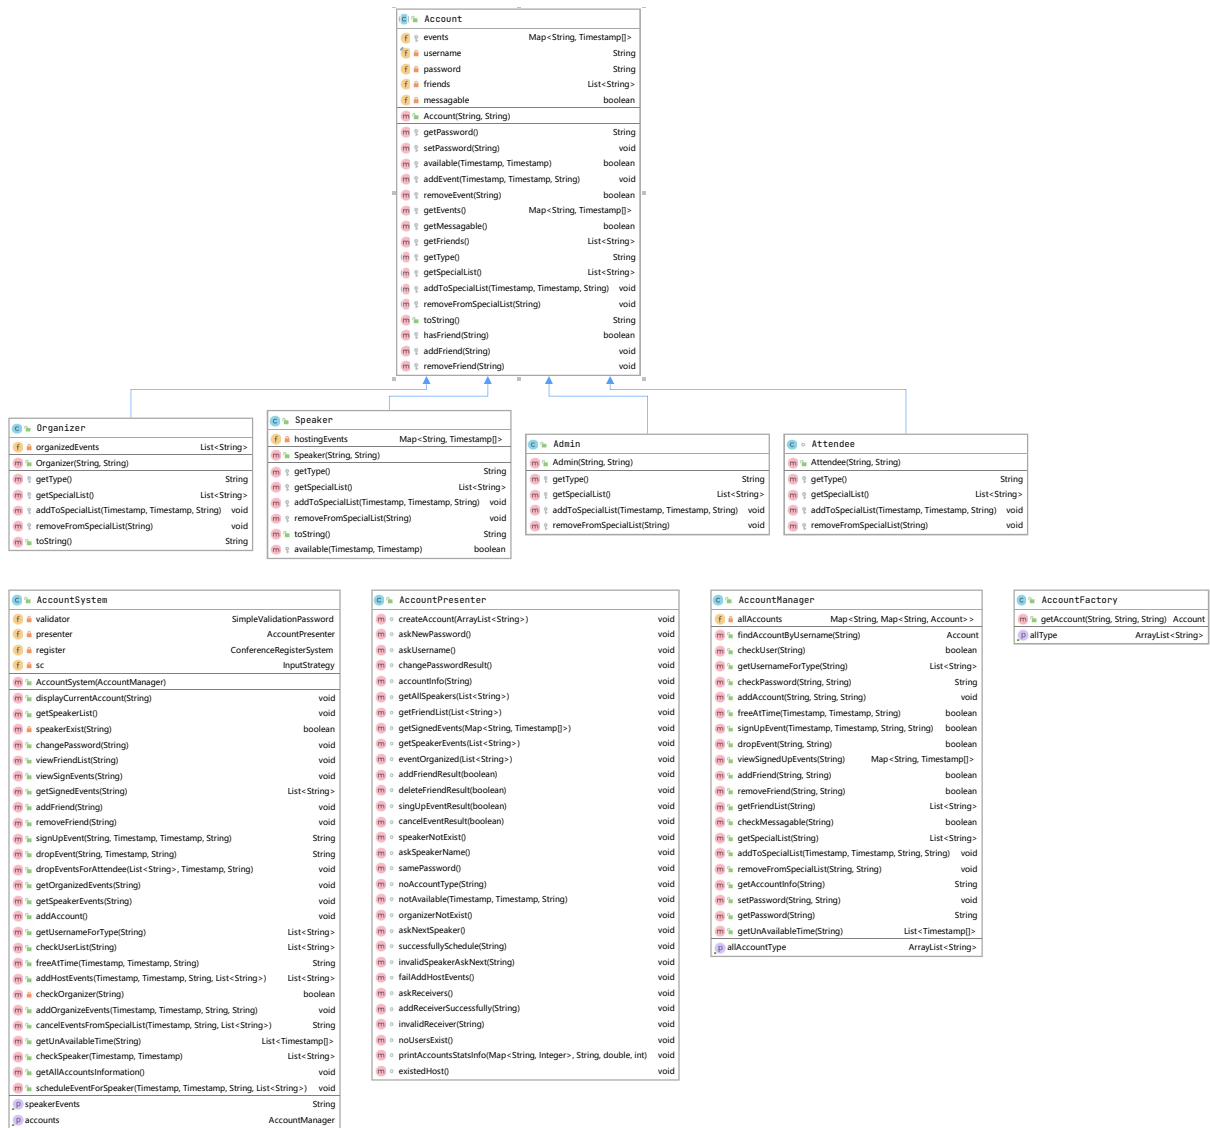 Account
events Map<String, Timestamp[]>
username String
password String
friends List<String>
messagable boolean
Account(String, String)
getPassword() String
setPassword(String) void
available(Timestamp, Timestamp) boolean
addEvent(Timestamp, Timestamp, String) void
removeEvent(String) boolean
getEvents() Map<String, Timestamp[]>
getMessagable() boolean
getFriends() List<String>
getType() String
getSpecialList() List<String>
addToSpecialList(Timestamp, Timestamp, String) void
removeFromSpecialList(String) void
toString() String
hasFriend(String) boolean
addFriend(String) void
removeFriend(String) void
Organizer
organizedEvents List<String>
Organizer(String, String)
getType() String
getSpecialList() List<String>
addToSpecialList(Timestamp, Timestamp, String) void
removeFromSpecialList(String) void
toString() String
Speaker
hostingEvents Map<String, Timestamp[]>
Speaker(String, String)
getType() String
getSpecialList() List<String>
addToSpecialList(Timestamp, Timestamp, String) void
removeFromSpecialList(String) void
toString() String
available(Timestamp, Timestamp) boolean
Admin
Admin(String, String)
getType() String
getSpecialList() List<String>
addToSpecialList(Timestamp, Timestamp, String) void
removeFromSpecialList(String) void
Attendee
Attendee(String, String)
getType() String
getSpecialList() List<String>
addToSpecialList(Timestamp, Timestamp, String) void
removeFromSpecialList(String) void
AccountSystem
validator SimpleValidationPassword
presenter AccountPresenter
register ConferenceRegisterSystem
sc InputStrategy
AccountSystem(AccountManager)
displayCurrentAccount(String) void
getSpeakerList() void
speakerExist(String) boolean
changePassword(String) void
viewFriendList(String) void
viewSignEvents(String) void
getSignedEvents(String) List<String>
addFriend(String) void
removeFriend(String) void
signUpEvent(String, Timestamp, Timestamp, String) String
dropEvent(String, Timestamp, String) String
dropEventsForAttendee(List<String>, Timestamp, String) void
getOrganizedEvents(String) void
getSpeakerEvents(String) void
addAccount() void
getUsernameForType(String) List<String>
checkUserList(String) List<String>
freeAtTime(Timestamp, Timestamp, String) String
addHostEvents(Timestamp, Timestamp, String, List<String>) List<String>
checkOrganizer(String) boolean
addOrganizeEvents(Timestamp, Timestamp, String, String) void
cancelEventsFromSpecialList(Timestamp, String, List<String>) String
getUnAvailableTime(String) List<Timestamp[]>
checkSpeaker(Timestamp, Timestamp) List<String>
getAllAccountsInformation() void
scheduleEventForSpeaker(Timestamp, Timestamp, String, List<String>) void
speakerEvents String
accounts AccountManager
AccountPresenter
createAccount(ArrayList<String>) void
askNewPassword() void
askUsername() void
changePasswordResult() void
accountInfo(String) void
getAllSpeakers(List<String>) void
getFriendList(List<String>) void
getSignedEvents(Map<String, Timestamp[]>) void
getSpeakerEvents(List<String>) void
eventOrganized(List<String>) void
addFriendResult(boolean) void
deleteFriendResult(boolean) void
singUpEventResult(boolean) void
cancelEventResult(boolean) void
speakerNotExist() void
askSpeakerName() void
samePassword() void
noAccountType(String) void
notAvailable(Timestamp, Timestamp, String) void
organizerNotExist() void
askNextSpeaker() void
successfullySchedule(String) void
invalidSpeakerAskNext(String) void
failAddHostEvents() void
askReceivers() void
addReceiverSuccessfully(String) void
invalidReceiver(String) void
noUsersExist() void
printAccountsStatsInfo(Map<String, Integer>, String, double, int) void
existedHost() void
AccountManager
allAccounts Map<String, Map<String, Account>>
findAccountByUsername(String) Account
checkUser(String) boolean
getUsernameForType(String) List<String>
checkPassword(String, String) String
addAccount(String, String, String) void
freeAtTime(Timestamp, Timestamp, String) boolean
signUpEvent(Timestamp, Timestamp, String, String) boolean
dropEvent(String, String) boolean
viewSignedUpEvents(String) Map<String, Timestamp[]>
addFriend(String, String) boolean
removeFriend(String, String) boolean
getFriendList(String) List<String>
checkMessagable(String) boolean
getSpecialList(String) List<String>
addToSpecialList(Timestamp, Timestamp, String, String) void
removeFromSpecialList(String, String) void
getAccountInfo(String) String
setPassword(String, String) void
getPassword(String) String
getUnAvailableTime(String) List<Timestamp[]>
allAccountType ArrayList<String>
AccountFactory
getAccount(String, String, String) Account
allType ArrayList<String>